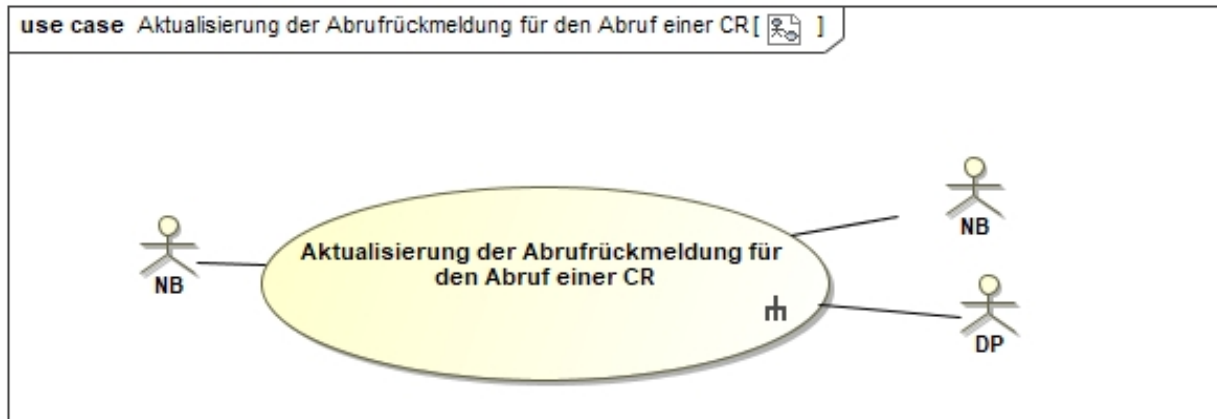 use case Aktualisierung der Abrufrückmeldung für den Abruf einer CR [ ]
NB
Aktualisierung der Abrufrückmeldung für
den Abruf einer CR
NB
DP